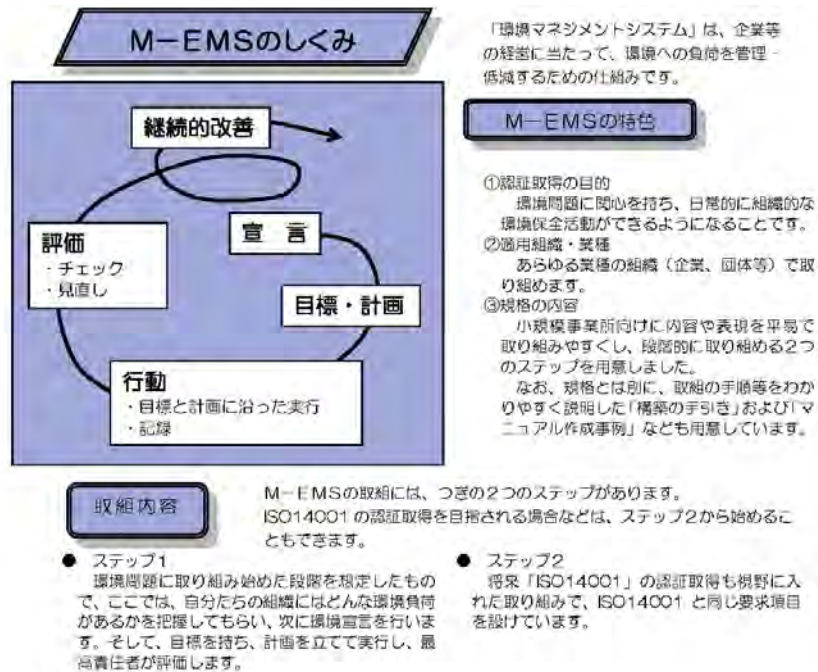 M－EMSのしくみ
「環境マネジメントシステム」は、企業等
の経営に当たって、環境への負荷を管理・
低減するための仕組みです。
継続的改善
宣 言
目標・計画
行動
・目標と計画に沿った実行
・記録
評価
・チェック
・見直し
M－EMSの特色
①認証取得の目的
環境問題に関心を持ち、日常的に組織的な
環境保全活動ができるようになることです。
②適用組織・業種
あらゆる業種の組織（企業、団体等）で取
り組めます。
③規格の内容
小規模事業所向けに内容や表現を平易で
取り組みやすくし、段階的に取り組める2つ
のステップを用意しました。
なお、規格とは別に、取組の手順等をわか
りやすく説明した「構築の手引き」および「マ
ニュアル作成事例」なども用意しています。
取組内容
M－EMSの取組には、つぎの2つのステップがあります。
ISO14001 の認証取得を目指される場合などは、ステップ2から始めるこ
ともできます。
● ステップ1
環境問題に取り組み始めた段階を想定したもの
で、ここでは、自分たちの組織にはどんな環境負荷
があるかを把握してもらい、次に環境宣言を行いま
す。そして、目標を持ち、計画を立てて実行し、最
高責任者が評価します。
● ステップ2
将来「ISO14001」の認証取得も視野に入
れた取り組みで、ISO14001 と同じ要求項目
を設けています。